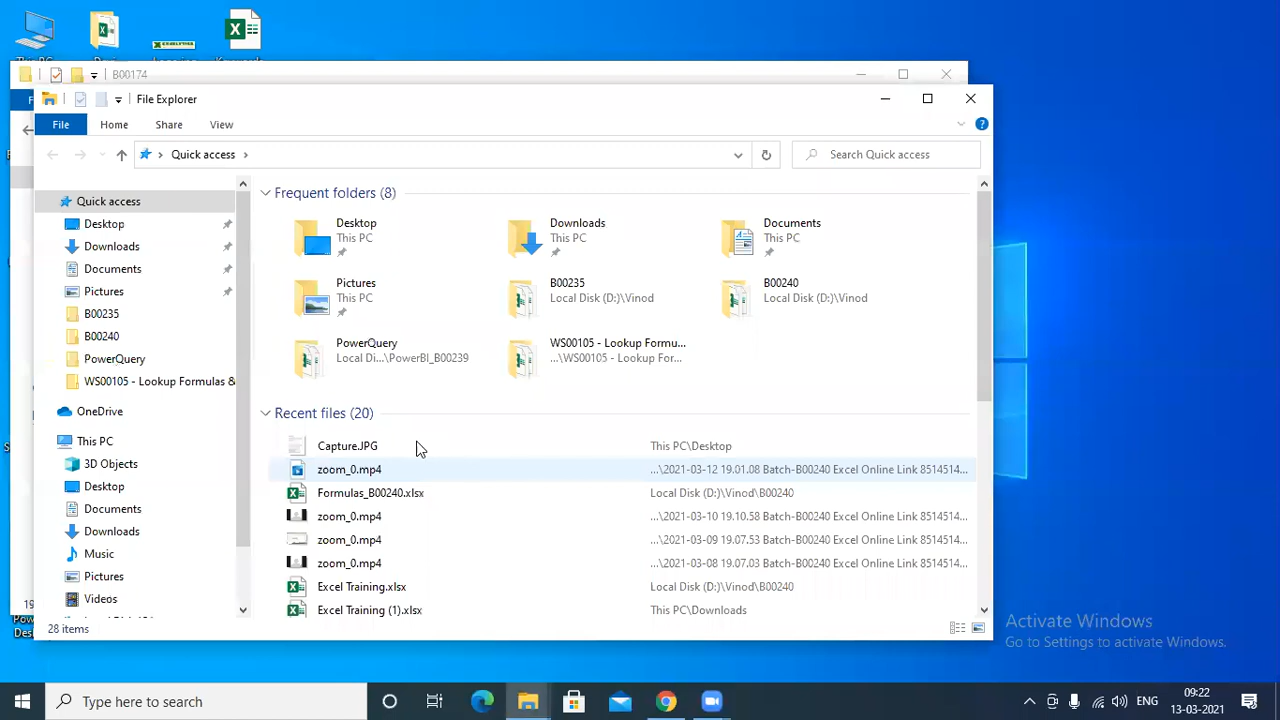 B00174
File Explorer
File Home Share View
Quick access
Search Quick access
Quick access
Desktop
Downloads
Documents
Pictures
B00235
B00240
PowerQuery
WS00105 - Lookup Formulas &
OneDrive
This PC
3D Objects
Desktop
Documents
Downloads
Music
Pictures
Videos
Frequent folders (8)
Desktop
This PC
Downloads
This PC
Documents
This PC
Pictures
This PC
B00235
Local Disk (D:)\Vinod
B00240
Local Disk (D:)\Vinod
PowerQuery
Local Di...\PowerBI_B00239
WS00105 - Lookup Formu...
...\WS00105 - Lookup For...
Recent files (20)
Capture.JPG This PC\Desktop
zoom_0.mp4 ...\2021-03-12 19.01.08 Batch-B00240 Excel Online Link 8514514...
Formulas_B00240.xlsx Local Disk (D:)\Vinod\B00240
zoom_0.mp4 ...\2021-03-10 19.10.58 Batch-B00240 Excel Online Link 8514514...
zoom_0.mp4 ...\2021-03-09 19.07.53 Batch-B00240 Excel Online Link 8514514...
zoom_0.mp4 ...\2021-03-08 19.07.03 Batch-B00240 Excel Online Link 8514514...
Excel Training.xlsx Local Disk (D:)\Vinod\B00240
Excel Training (1).xlsx This PC\Downloads
28 items
Activate Windows
Go to Settings to activate Windows.
Type here to search
ENG
09:22
13-03-2021